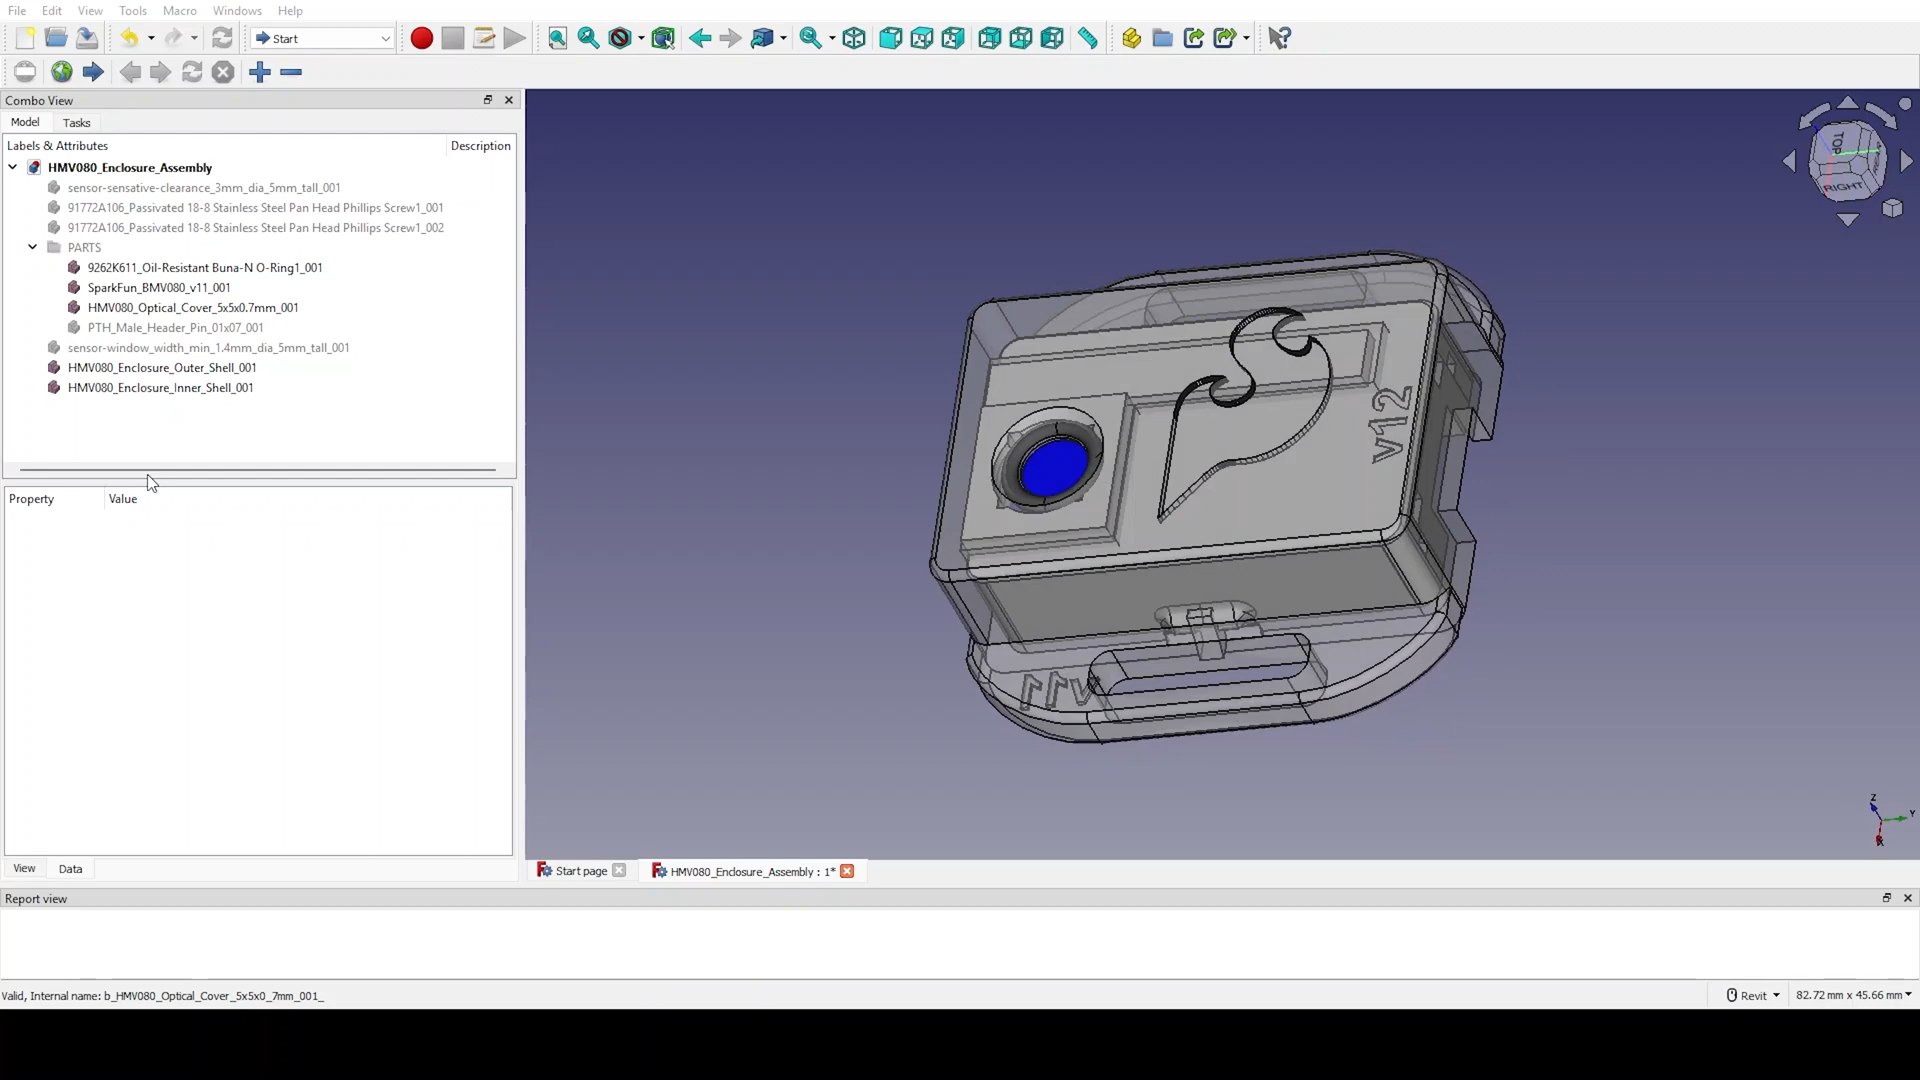 File Edit View Tools Macro Windows Help
Start
Combo View
Model Tasks
Labels & Attributes Description
HMV080_Enclosure_Assembly
sensor-sensative-clearance_3mm_dia_5mm_tall_001
91772A106_Passivated 18-8 Stainless Steel Pan Head Phillips Screw1_001
91772A106_Passivated 18-8 Stainless Steel Pan Head Phillips Screw1_002
PARTS
9262K611_Oil-Resistant Buna-N O-Ring1_001
SparkFun_BMV080_v11_001
HMV080_Optical_Cover_5x5x0.7mm_001
PTH_Male_Header_Pin_01x07_001
sensor-window_width_min_1.4mm_dia_5mm_tall_001
HMV080_Enclosure_Outer_Shell_001
HMV080_Enclosure_Inner_Shell_001
Property Value
TOP
RIGHT
v12
v11
Z
Y
X
View Data
Start page HMV080_Enclosure_Assembly : 1*
Report view
Valid, Internal name: b_HMV080_Optical_Cover_5x5x0_7mm_001_
Revit 82.72 mm x 45.66 mm